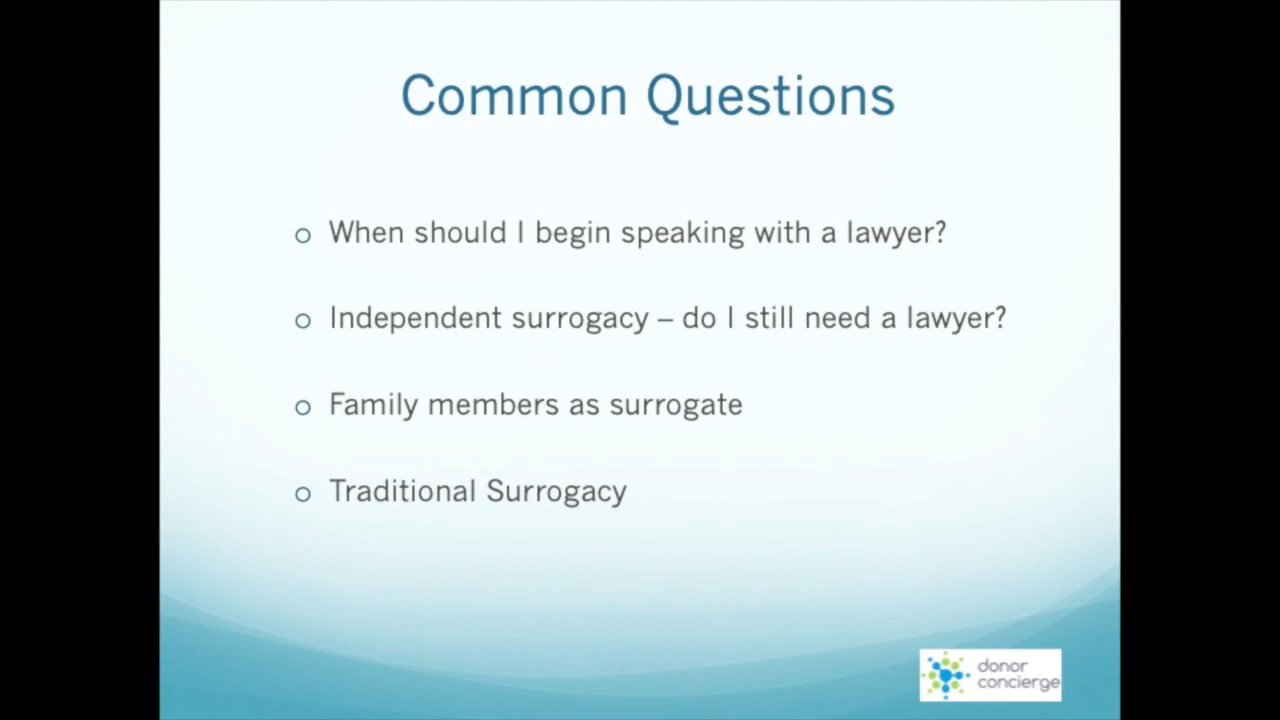 Common Questions
When should I begin speaking with a lawyer?
Independent surrogacy – do I still need a lawyer?
Family members as surrogate
Traditional Surrogacy
donor
concierge